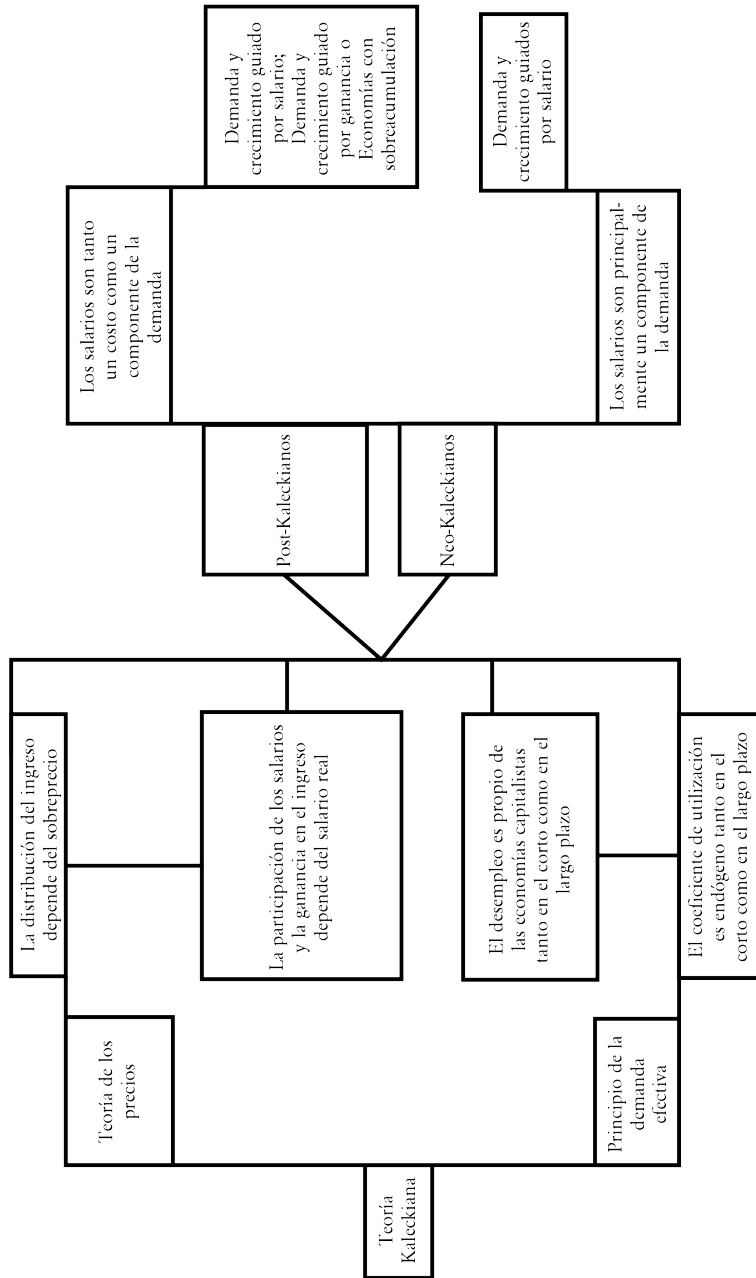 Teoría
Kaleckiana
Teoría de los
precios
Principio de la
demanda
efectiva
La distribución del ingreso
depende del sobreprecio
La participación de los salarios
y la ganancia en el ingreso
depende del salario real
El desempleo es propio de
las economías capitalistas
tanto en el corto como en el
largo plazo
El coeficiente de utilización
es endógeno tanto en el
corto como en el largo plazo
Post-Kaleckianos
Neo-Kaleckianos
Los salarios son tanto
un costo como un
componente de la
demanda
Los salarios son principal-
mente un componente de
la demanda
Demanda y
crecimiento guiado
por salario;
Demanda y
crecimiento guiado
por ganancia o
Economías con
sobreacumulación
Demanda y
crecimiento guiados
por salario